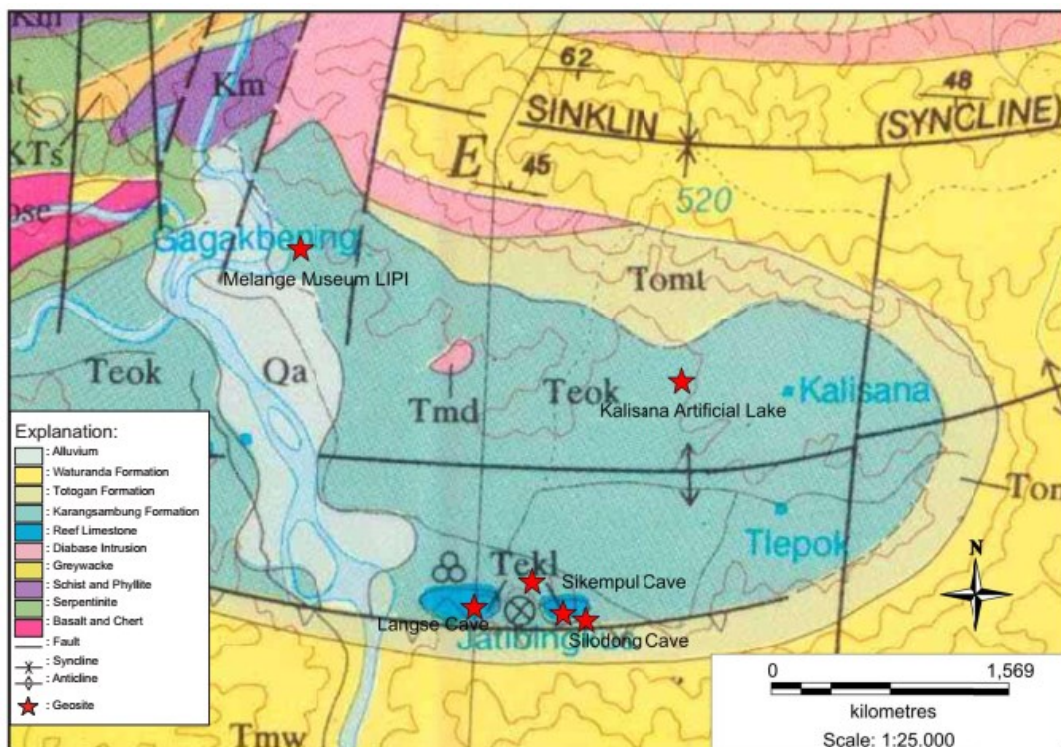 Km
Km
62
48
SINKLIN
(SYNCLINE)
KTs
E
45
520
Gagakbening
Melange Museum LIPI
Tomt
Qa
Teok
Tmd
Teok
Kalisana
Kalisana Artificial Lake
Explanation:
: Alluvium
: Waturanda Formation
: Totogan Formation
: Karangsambung Formation
: Reef Limestone
: Diabase Intrusion
: Greywacke
: Schist and Phyllite
: Serpentinite
: Basalt and Chert
: Fault
: Syncline
: Anticline
: Geosite
Tlepok
Tekl
Sikempul Cave
Langse Cave
Silodong Cave
N
0
1,569
kilometres
Scale: 1:25.000
Tmw